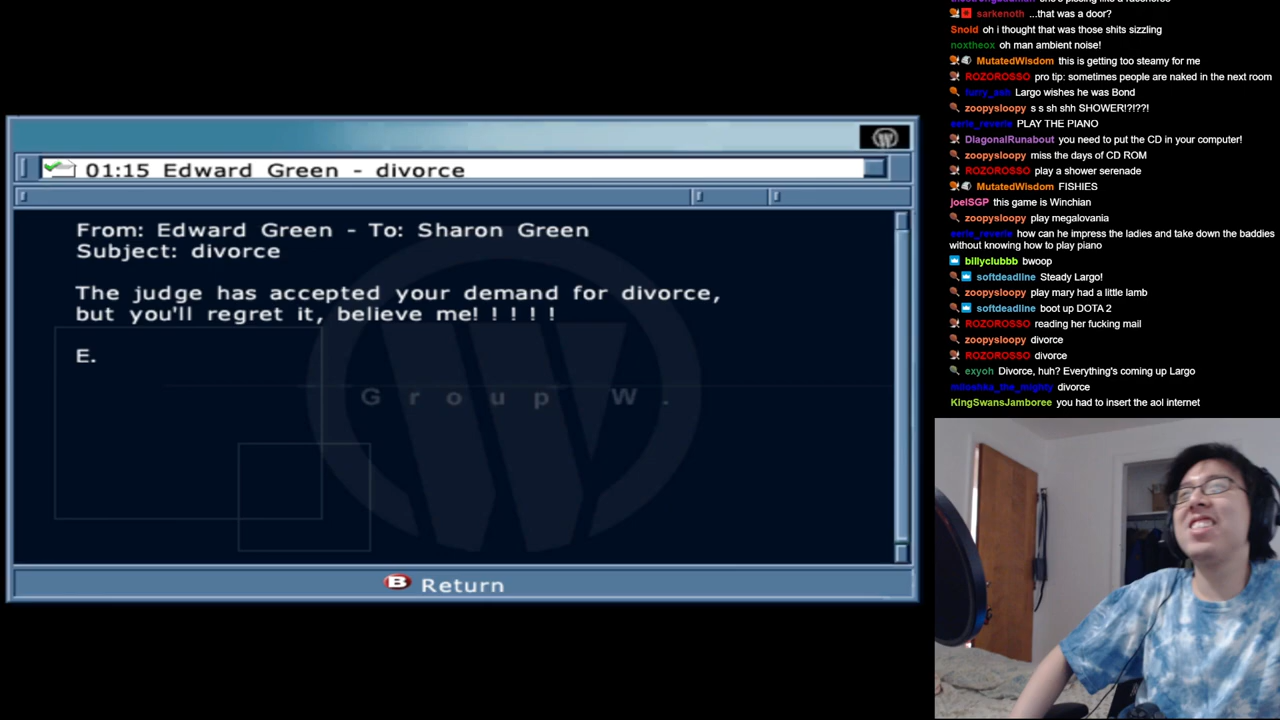 01:15 Edward Green - divorce
From: Edward Green - To: Sharon Green
Subject: divorce
The judge has accepted your demand for divorce,
but you'll regret it, believe me! ! ! ! !
E.
Group W.
B Return
sarkenoth ...that was a door?
Snoid oh i thought that was those shits sizzling
noxtheox oh man ambient noise!
MutatedWisdom this is getting too steamy for me
ROZOROSSO pro tip: sometimes people are naked in the next room
Largo wishes he was Bond
zoopysloopy s s sh shh SHOWER!?!??!
eerie_reverie PLAY THE PIANO
DiagonalRunabout you need to put the CD in your computer!
zoopysloopy miss the days of CD ROM
ROZOROSSO play a shower serenade
MutatedWisdom FISHIES
joelSGP this game is Winchian
zoopysloopy play megalovania
eerie_reverie how can he impress the ladies and take down the baddies
without knowing how to play piano
billyclubbb bwoop
softdeadline Steady Largo!
zoopysloopy play mary had a little lamb
softdeadline boot up DOTA 2
ROZOROSSO reading her fucking mail
zoopysloopy divorce
ROZOROSSO divorce
exyoh Divorce, huh? Everything's coming up Largo
divorce
KingSwansJamboree you had to insert the aol internet